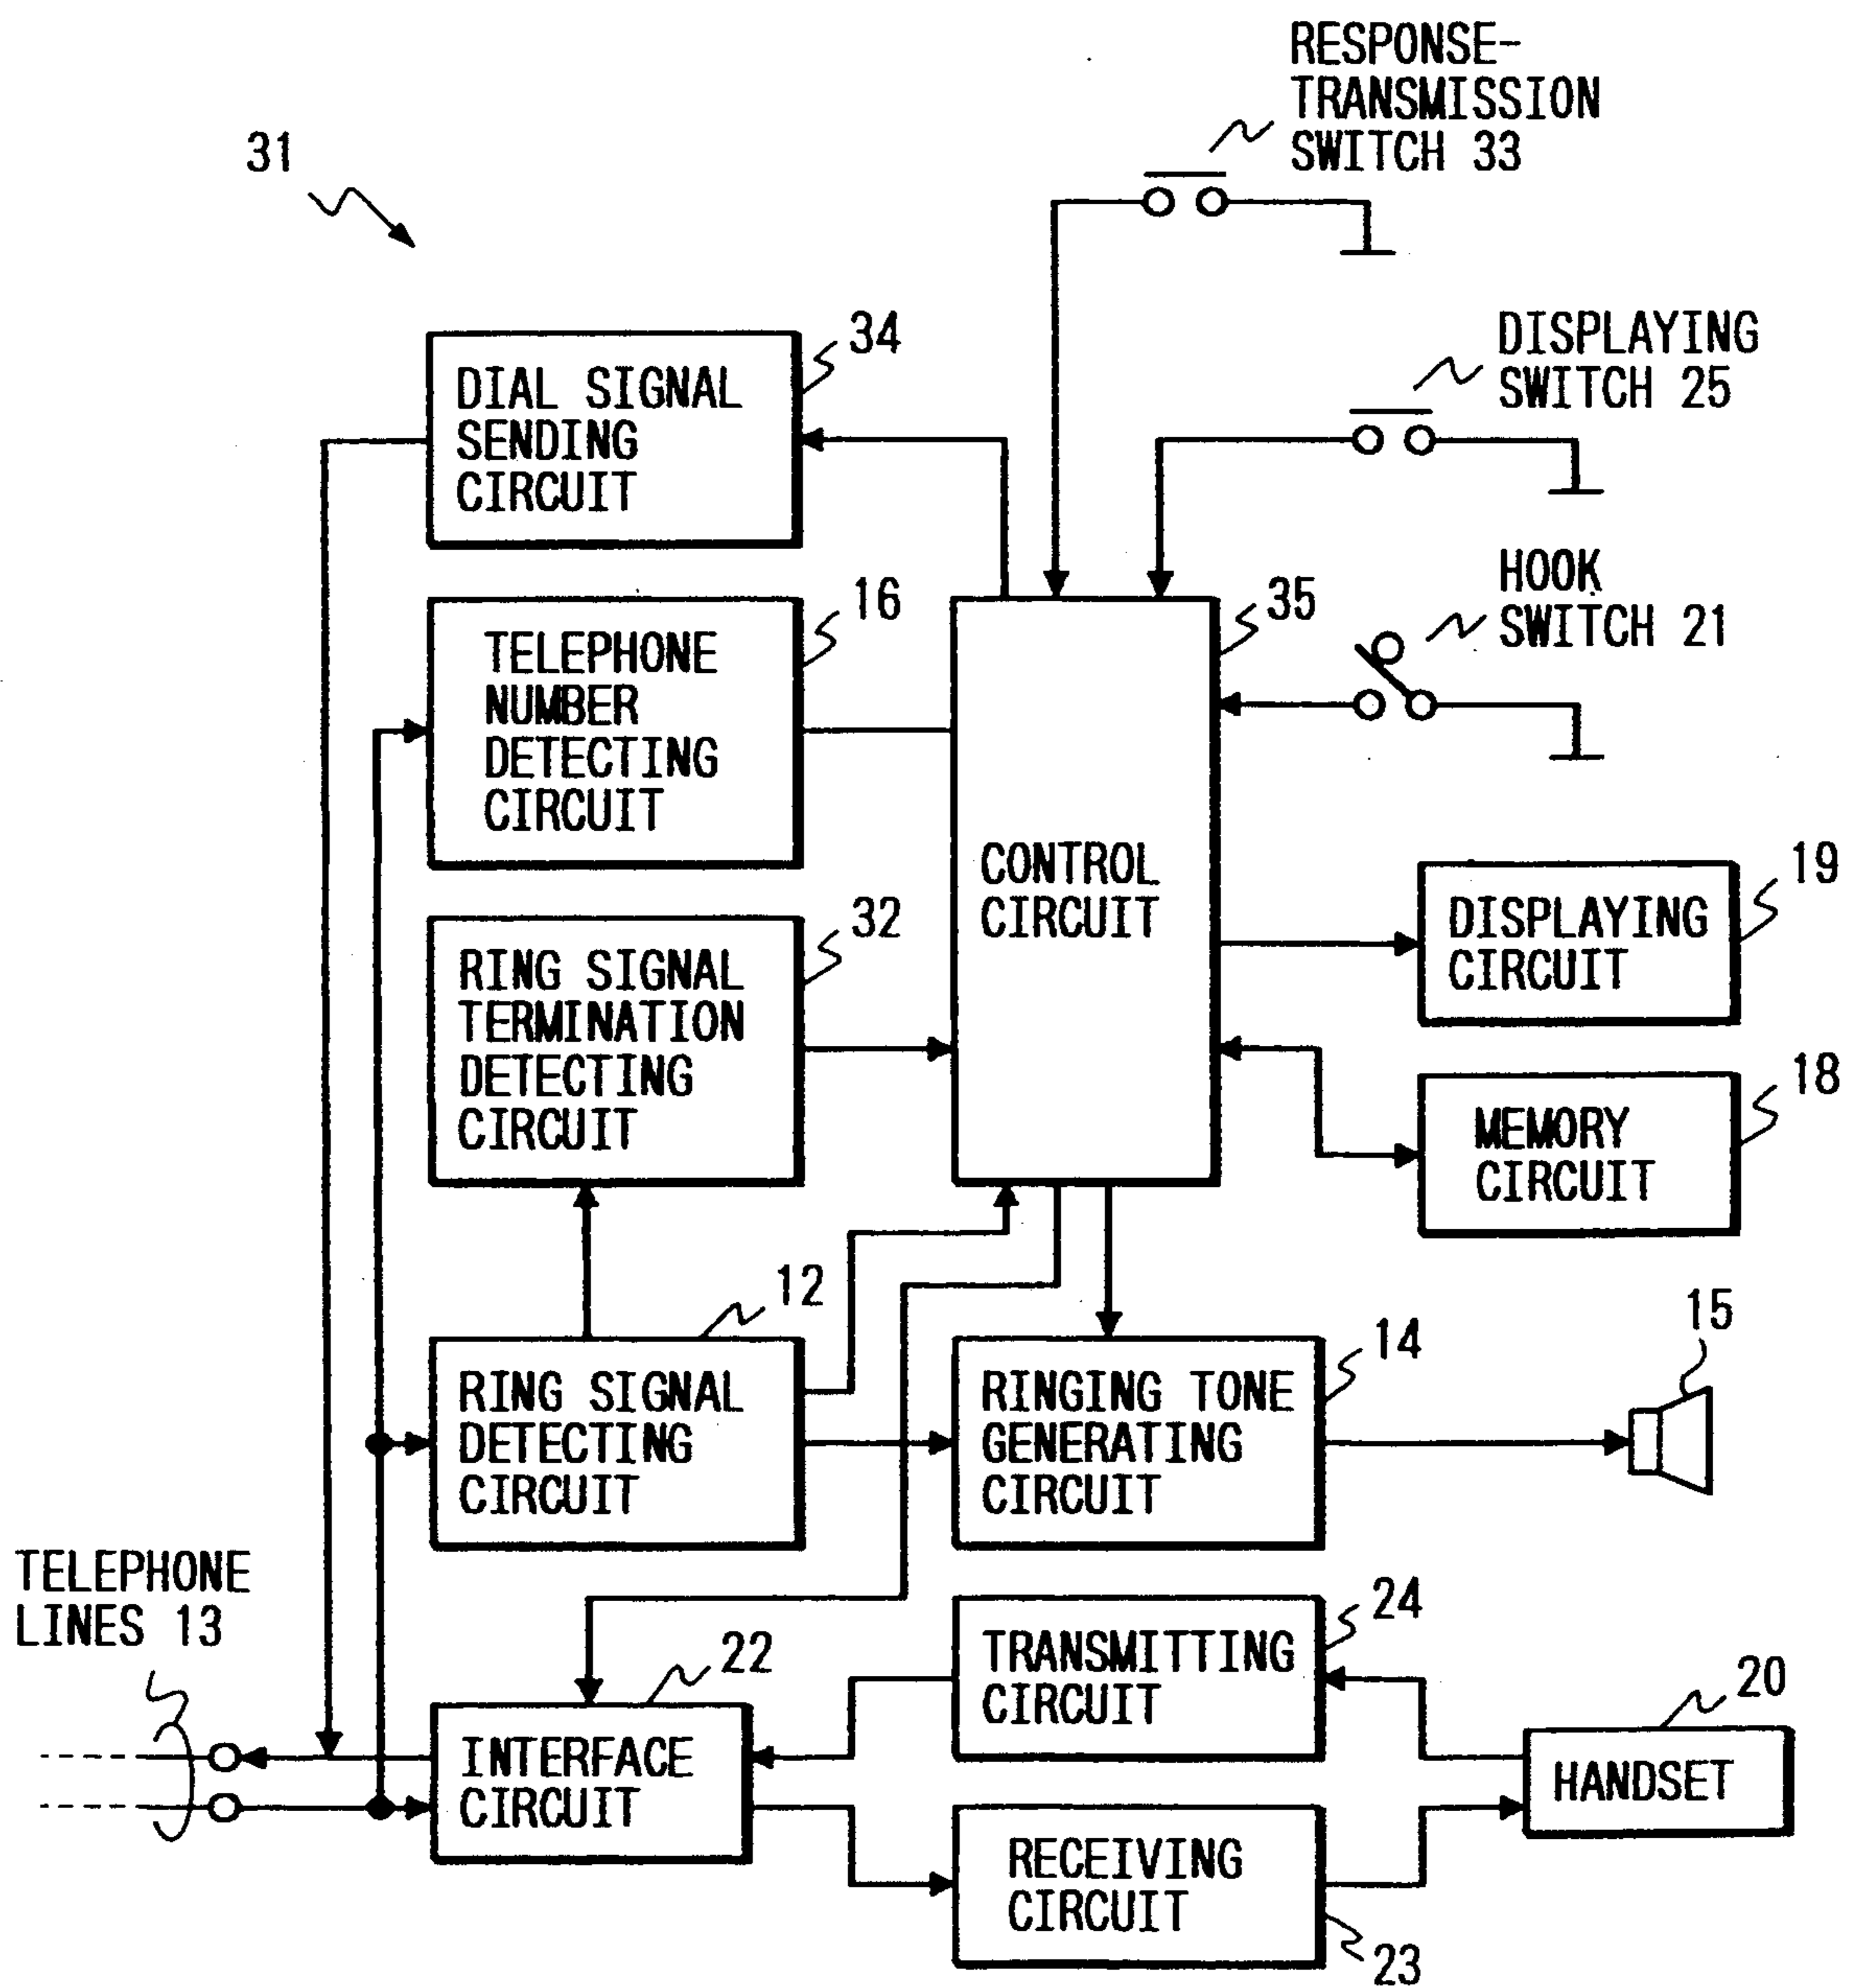 RESPONSE-
TRANSMISSION
SWITCH 33
31
DISPLAYING
SWITCH 25
34
DIAL SIGNAL
SENDING
CIRCUIT
HOOK
SWITCH 21
16
TELEPHONE
NUMBER
DETECTING
CIRCUIT
35
CONTROL
CIRCUIT
32
RING SIGNAL
TERMINATION
DETECTING
CIRCUIT
19
DISPLAYING
CIRCUIT
18
MEMORY
CIRCUIT
12
RING SIGNAL
DETECTING
CIRCUIT
14
RINGING TONE
GENERATING
CIRCUIT
15
TELEPHONE
LINES 13
22
INTERFACE
CIRCUIT
24
TRANSMITTING
CIRCUIT
20
HANDSET
RECEIVING
CIRCUIT
23